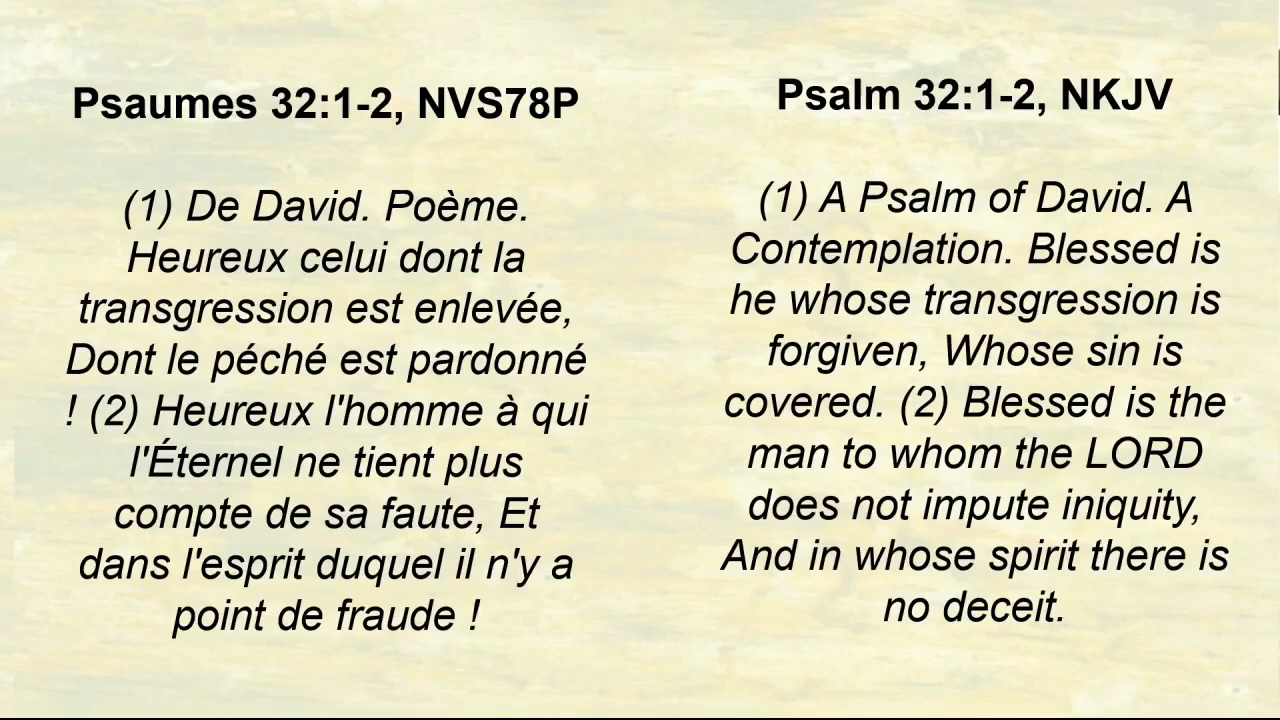 Psaumes 32:1-2, NVS78P
(1) De David. Poème.
Heureux celui dont la
transgression est enlevée,
Dont le péché est pardonné
! (2) Heureux l'homme à qui
l'Éternel ne tient plus
compte de sa faute, Et
dans l'esprit duquel il n'y a
point de fraude !
Psalm 32:1-2, NKJV
(1) A Psalm of David. A
Contemplation. Blessed is
he whose transgression is
forgiven, Whose sin is
covered. (2) Blessed is the
man to whom the LORD
does not impute iniquity,
And in whose spirit there is
no deceit.